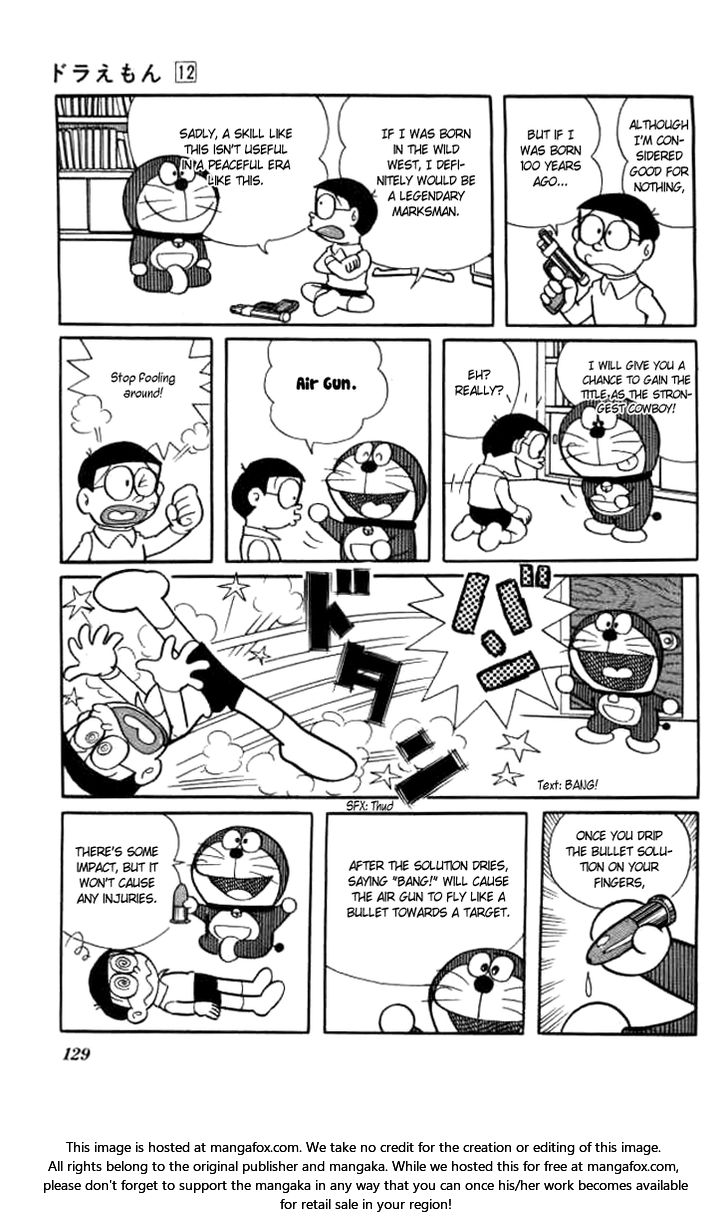 ドラえもん 12
ALTHOUGH
I'M CON-
SIDERED
GOOD FOR
NOTHING,
BUT IF I
WAS BORN
100 YEARS
AGO...
IF I WAS BORN
IN THE WILD
WEST, I DEFI-
NITELY WOULD BE
A LEGENDARY
MARKSMAN.
SADLY, A SKILL LIKE
THIS ISN'T USEFUL
IN A PEACEFUL ERA
LIKE THIS.
I WILL GIVE YOU A
CHANCE TO GAIN THE
TITLE AS THE STRON-
GEST COWBOY!
EH?
REALLY?
Air Gun.
Stop fooling
around!
バン
ドタン
Text: BANG!
SFX: Thud
ONCE YOU DRIP
THE BULLET SOLU-
TION ON YOUR
FINGERS,
AFTER THE SOLUTION DRIES,
SAYING "BANG!" WILL CAUSE
THE AIR GUN TO FLY LIKE A
BULLET TOWARDS A TARGET.
THERE'S SOME
IMPACT, BUT IT
WON'T CAUSE
ANY INJURIES.
129
This image is hosted at mangafox.com. We take no credit for the creation or editing of this image.
All rights belong to the original publisher and mangaka. While we hosted this for free at mangafox.com,
please don't forget to support the mangaka in any way that you can once his/her work becomes available
for retail sale in your region!